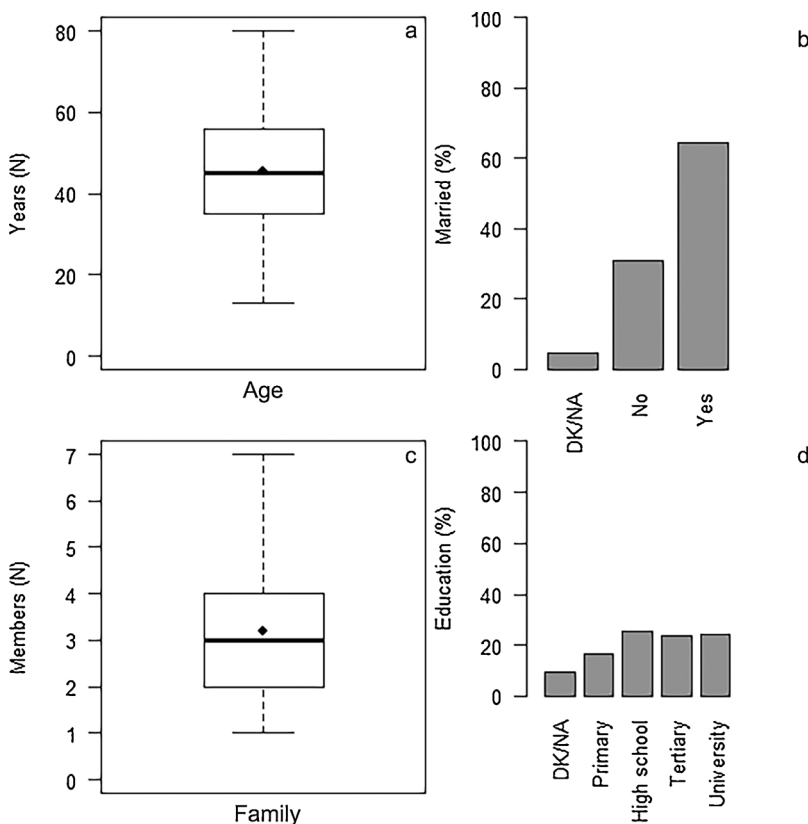 a
80
60
40
20
0
Years (N)
Age
b
100
80
60
40
20
0
Married (%)
DK/NA
No
Yes
c
7
6
5
4
3
2
1
0
Members (N)
Family
d
100
80
60
40
20
0
Education (%)
DK/NA
Primary
High school
Tertiary
University